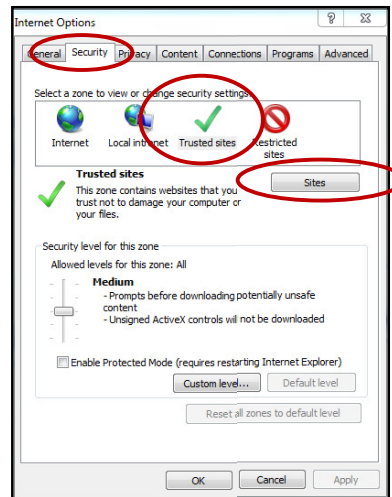 Internet Options
General Security Privacy Content Connections Programs Advanced
Select a zone to view or change security settings.
Internet Local intranet Trusted sites Restricted sites
Trusted sites
Sites
This zone contains websites that you
trust not to damage your computer or
your files.
Security level for this zone
Allowed levels for this zone: All
Medium
- Prompts before downloading potentially unsafe
content
- Unsigned ActiveX controls will not be downloaded
Enable Protected Mode (requires restarting Internet Explorer)
Custom level... Default level
Reset all zones to default level
OK Cancel Apply